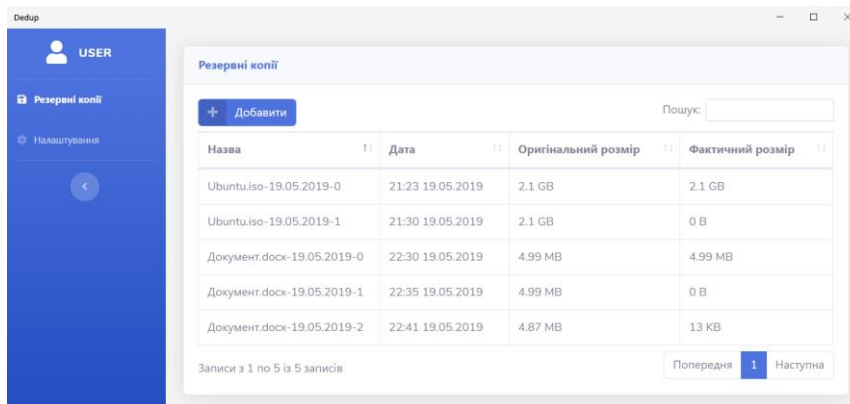 Dedup
USER
Резервні копії
Налаштування
Резервні копії
+ Добавити
Пошук:
Назва Дата Оригінальний розмір Фактичний розмір
Ubuntu.iso-19.05.2019-0 21:23 19.05.2019 2.1 GB 2.1 GB
Ubuntu.iso-19.05.2019-1 21:30 19.05.2019 2.1 GB 0 B
Документ.docx-19.05.2019-0 22:30 19.05.2019 4.99 MB 4.99 MB
Документ.docx-19.05.2019-1 22:35 19.05.2019 4.99 MB 0 B
Документ.docx-19.05.2019-2 22:41 19.05.2019 4.87 MB 13 KB
Записи з 1 по 5 із 5 записів
Попередня 1 Наступна